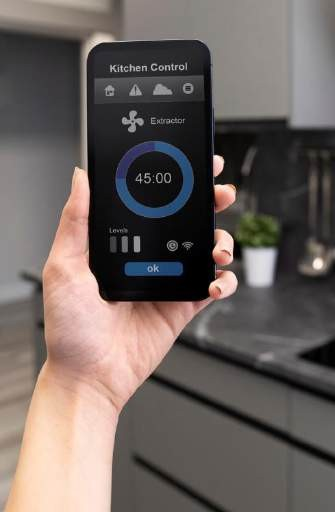 Kitchen Control
Extractor
45:00
Levels
ok